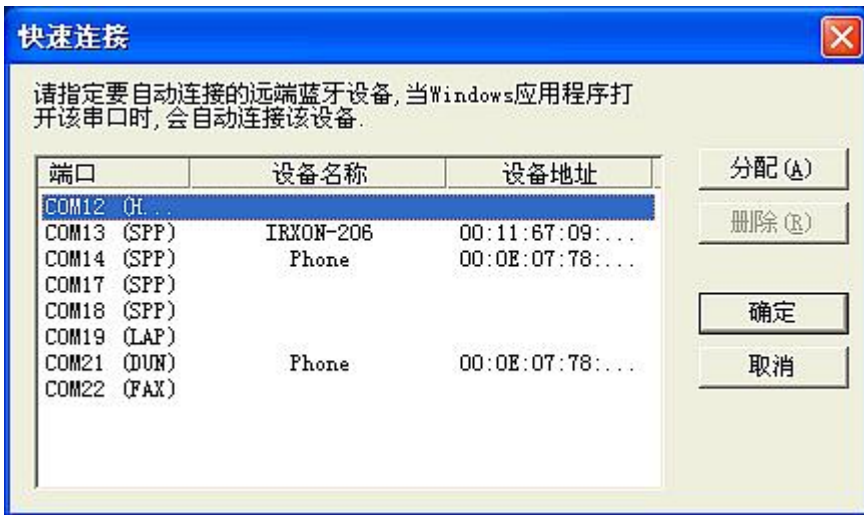 快速连接
请指定要自动连接的远端蓝牙设备,当Windows应用程序打
开该串口时,会自动连接该设备.
端口 设备名称 设备地址
COM12 (H...
COM13 (SPP) IRXON-206 00:11:67:09:...
COM14 (SPP) Phone 00:0E:07:78:...
COM17 (SPP)
COM18 (SPP)
COM19 (LAP)
COM21 (DUN) Phone 00:0E:07:78:...
COM22 (FAX)
分配(A)
删除(R)
确定
取消